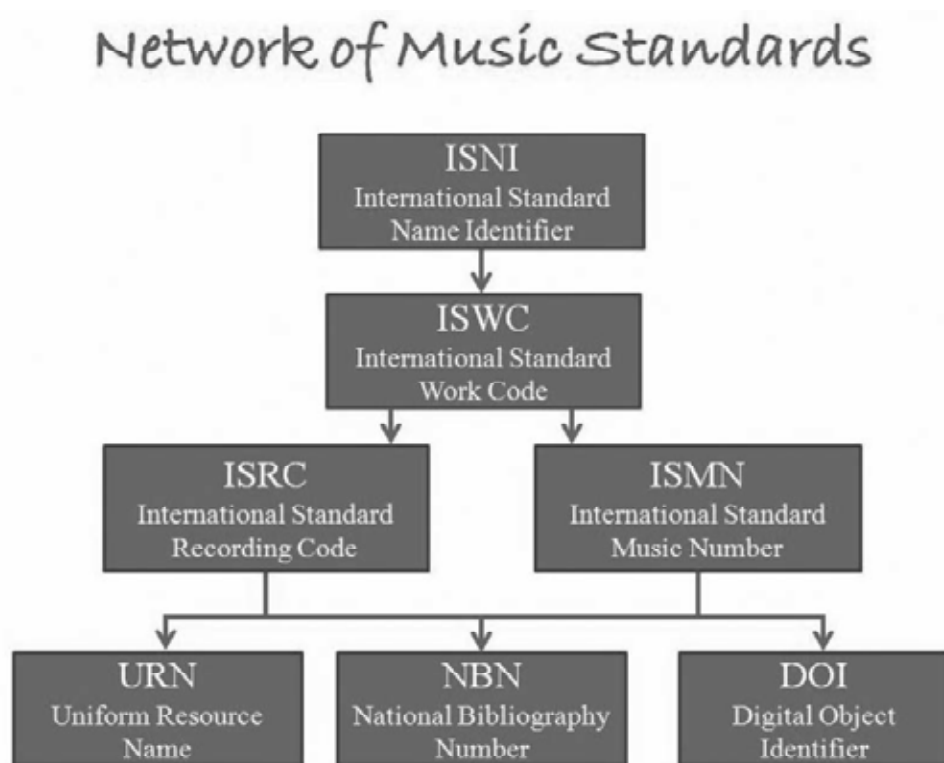 Network of Music Standards
ISNI
International Standard
Name Identifier
ISWC
International Standard
Work Code
ISRC
International Standard
Recording Code
ISMN
International Standard
Music Number
URN
Uniform Resource
Name
NBN
National Bibliography
Number
DOI
Digital Object
Identifier